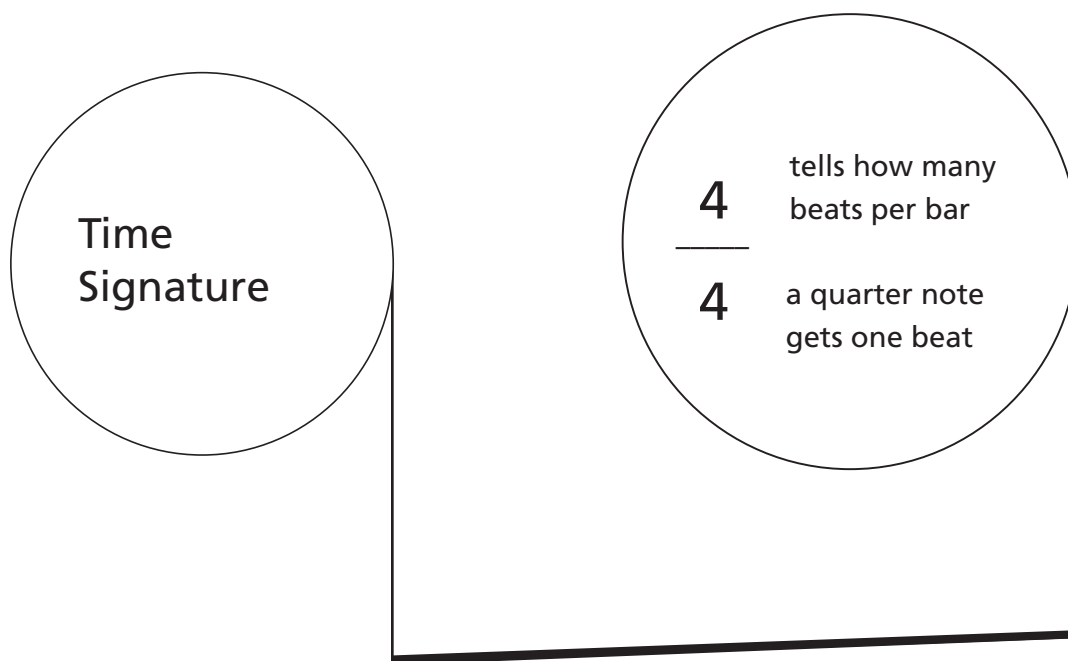 Time
Signature
4
tells how many
beats per bar
4
a quarter note
gets one beat